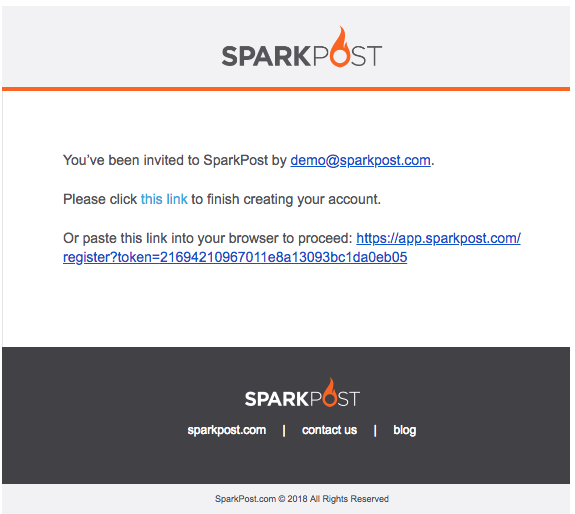 SPARKPOST
You’ve been invited to SparkPost by demo@sparkpost.com.
Please click this link to finish creating your account.
Or paste this link into your browser to proceed: https://app.sparkpost.com/
register?token=21694210967011e8a13093bc1da0eb05
SPARKPOST
sparkpost.com | contact us | blog
SparkPost.com © 2018 All Rights Reserved